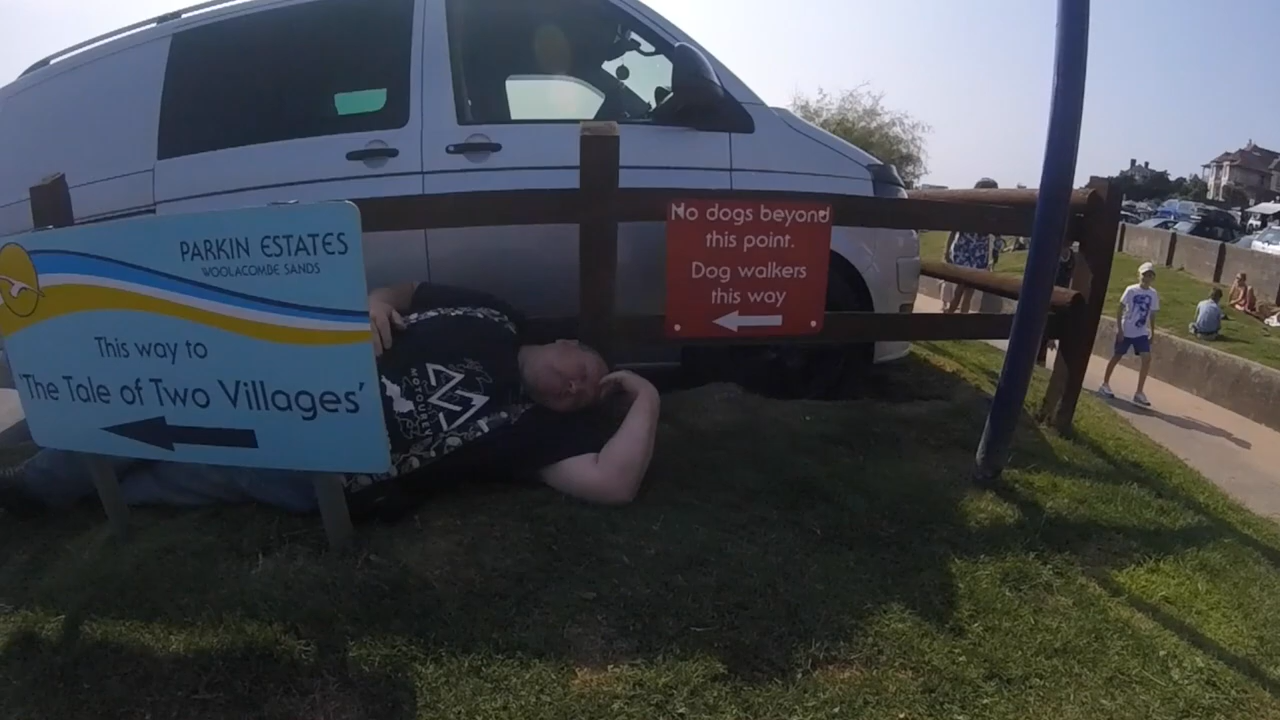 PARKIN ESTATES
WOOLACOMBE SANDS
This way to
'The Tale of Two Villages'
No dogs beyond
this point.
Dog walkers
this way